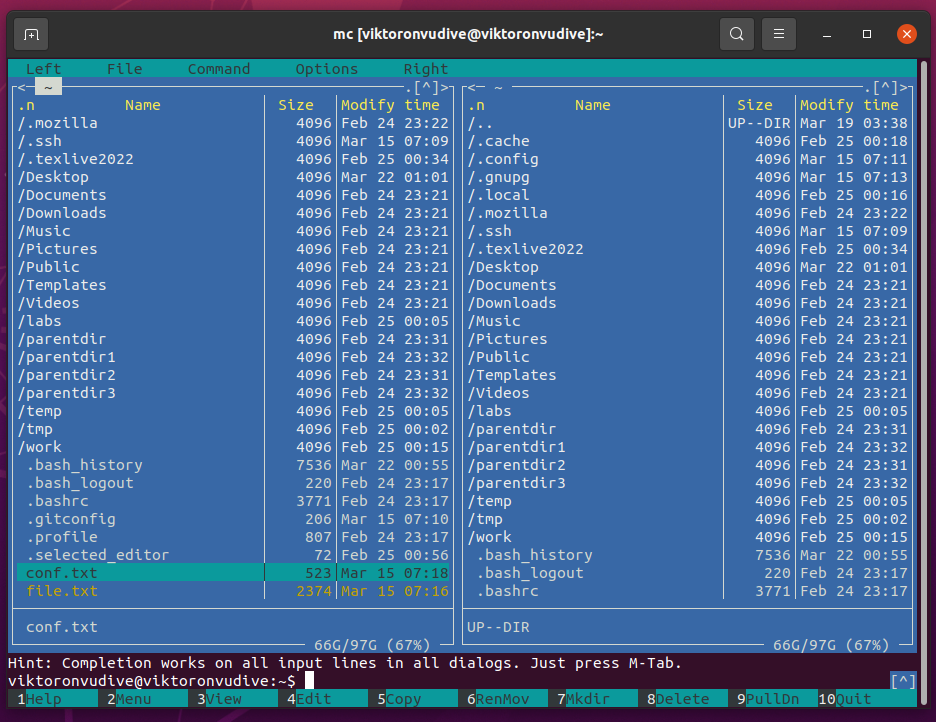 mc [viktoronvudive@viktoronvudive]:~
Left File Command Options Right
<─ ~ .[^]>
.n Name Size Modify time
/.mozilla 4096 Feb 24 23:22
/.ssh 4096 Mar 15 07:09
/.texlive2022 4096 Feb 25 00:34
/Desktop 4096 Mar 22 01:01
/Documents 4096 Feb 24 23:21
/Downloads 4096 Feb 24 23:21
/Music 4096 Feb 24 23:21
/Pictures 4096 Feb 24 23:21
/Public 4096 Feb 24 23:21
/Templates 4096 Feb 24 23:21
/Videos 4096 Feb 24 23:21
/labs 4096 Feb 25 00:05
/parentdir 4096 Feb 24 23:31
/parentdir1 4096 Feb 24 23:32
/parentdir2 4096 Feb 24 23:31
/parentdir3 4096 Feb 24 23:32
/temp 4096 Feb 25 00:05
/tmp 4096 Feb 25 00:02
/work 4096 Feb 25 00:15
.bash_history 7536 Mar 22 00:55
.bash_logout 220 Feb 24 23:17
.bashrc 3771 Feb 24 23:17
.gitconfig 206 Mar 15 07:10
.profile 807 Feb 24 23:17
.selected_editor 72 Feb 25 00:56
conf.txt 523 Mar 15 07:18
file.txt 2374 Mar 15 07:16
conf.txt
66G/97G (67%)
<─ ~ .[^]>
.n Name Size Modify time
/.. UP--DIR Mar 19 03:38
/.cache 4096 Feb 25 00:18
/.config 4096 Mar 15 07:11
/.gnupg 4096 Mar 15 07:13
/.local 4096 Feb 25 00:16
/.mozilla 4096 Feb 24 23:22
/.ssh 4096 Mar 15 07:09
/.texlive2022 4096 Feb 25 00:34
/Desktop 4096 Mar 22 01:01
/Documents 4096 Feb 24 23:21
/Downloads 4096 Feb 24 23:21
/Music 4096 Feb 24 23:21
/Pictures 4096 Feb 24 23:21
/Public 4096 Feb 24 23:21
/Templates 4096 Feb 24 23:21
/Videos 4096 Feb 24 23:21
/labs 4096 Feb 25 00:05
/parentdir 4096 Feb 24 23:31
/parentdir1 4096 Feb 24 23:32
/parentdir2 4096 Feb 24 23:31
/parentdir3 4096 Feb 24 23:32
/temp 4096 Feb 25 00:05
/tmp 4096 Feb 25 00:02
/work 4096 Feb 25 00:15
.bash_history 7536 Mar 22 00:55
.bash_logout 220 Feb 24 23:17
.bashrc 3771 Feb 24 23:17
UP--DIR
66G/97G (67%)
Hint: Completion works on all input lines in all dialogs. Just press M-Tab.
viktoronvudive@viktoronvudive:~$ [^]
1Help 2Menu 3View 4Edit 5Copy 6RenMov 7Mkdir 8Delete 9PullDn 10Quit